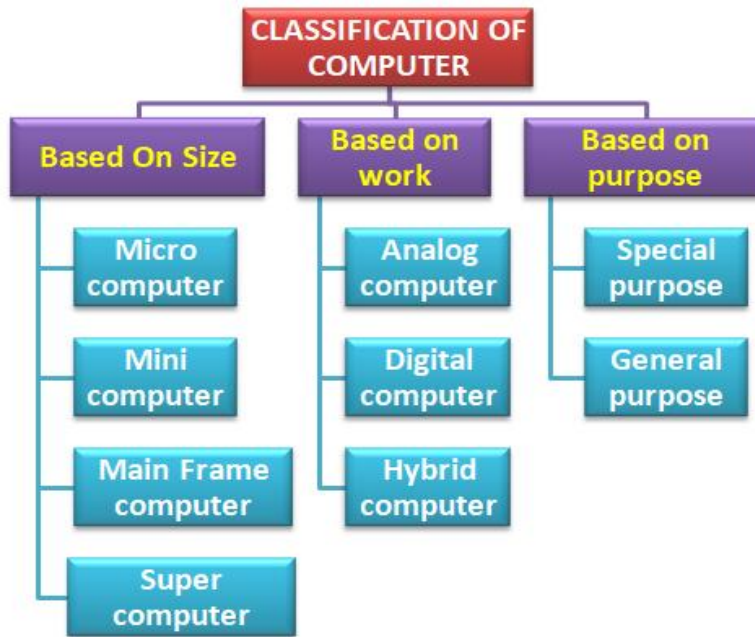 CLASSIFICATION OF
COMPUTER
Based On Size
Based on
work
Based on
purpose
Micro
computer
Mini
computer
Main Frame
computer
Super
computer
Analog
computer
Digital
computer
Hybrid
computer
Special
purpose
General
purpose